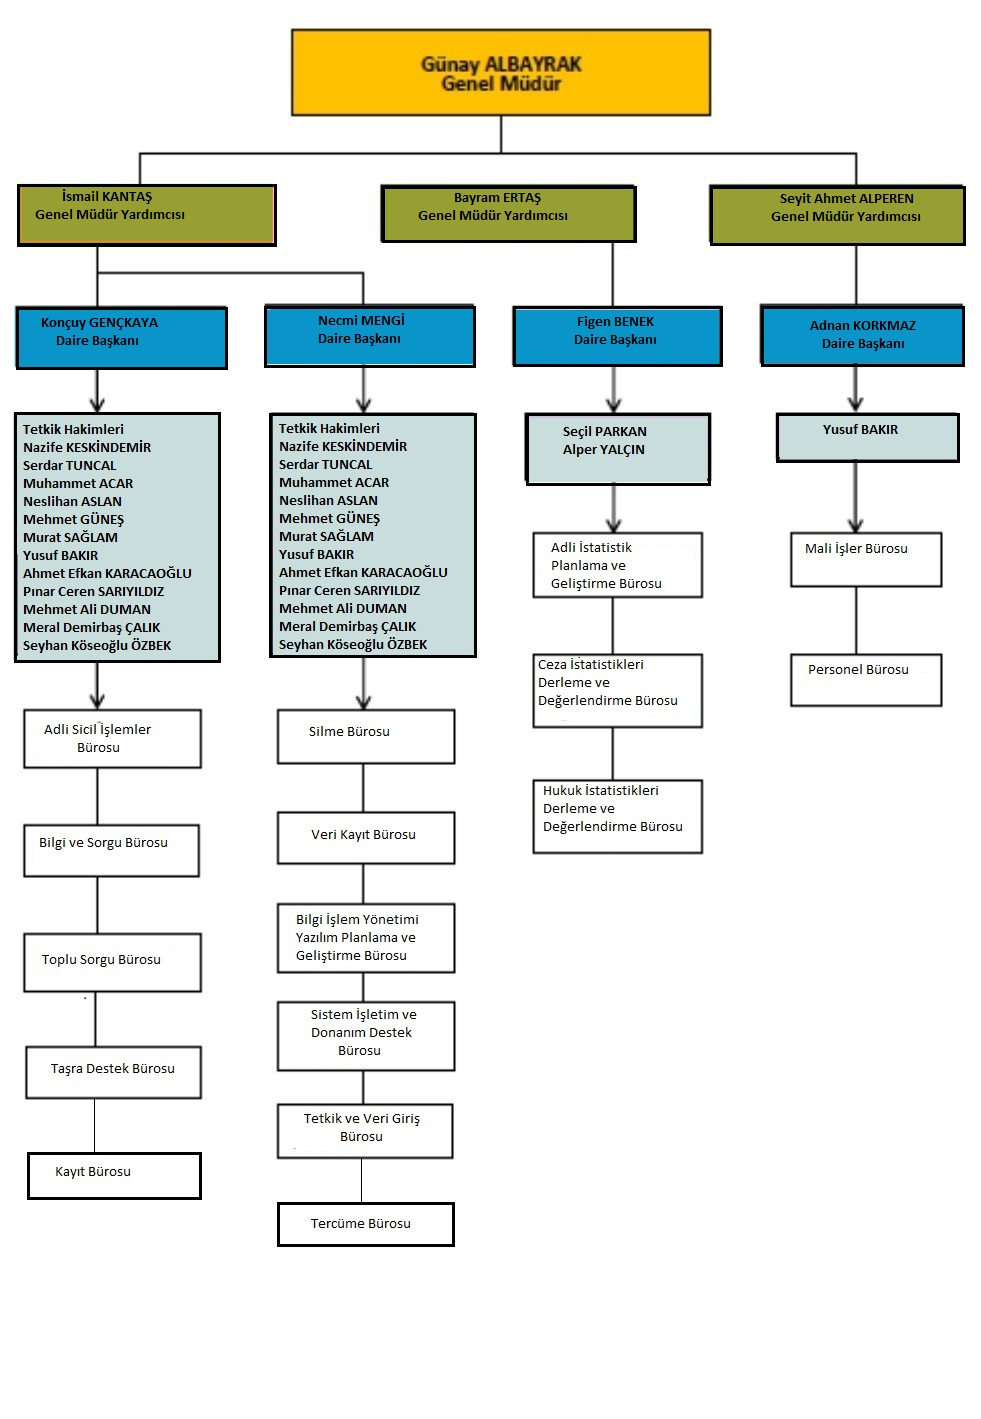 Günay ALBAYRAK
Genel Müdür
İsmail KANTAŞ
Genel Müdür Yardımcısı
Bayram ERTAŞ
Genel Müdür Yardımcısı
Seyit Ahmet ALPEREN
Genel Müdür Yardımcısı
Konçuy GENÇKAYA
Daire Başkanı
Necmi MENGİ
Daire Başkanı
Figen BENEK
Daire Başkanı
Adnan KORKMAZ
Daire Başkanı
Tetkik Hakimleri
Nazife KESKİNDEMİR
Serdar TUNCAL
Muhammet ACAR
Neslihan ASLAN
Mehmet GÜNEŞ
Murat SAĞLAM
Yusuf BAKIR
Ahmet Efkan KARACAOĞLU
Pınar Ceren SARIYILDIZ
Mehmet Ali DUMAN
Meral Demirbaş ÇALIK
Seyhan Köseoğlu ÖZBEK
Tetkik Hakimleri
Nazife KESKİNDEMİR
Serdar TUNCAL
Muhammet ACAR
Neslihan ASLAN
Mehmet GÜNEŞ
Murat SAĞLAM
Yusuf BAKIR
Ahmet Efkan KARACAOĞLU
Pınar Ceren SARIYILDIZ
Mehmet Ali DUMAN
Meral Demirbaş ÇALIK
Seyhan Köseoğlu ÖZBEK
Seçil PARKAN
Alper YALÇIN
Yusuf BAKIR
Adli Sicil İşlemler
Bürosu
Bilgi ve Sorgu Bürosu
Toplu Sorgu Bürosu
Taşra Destek Bürosu
Kayıt Bürosu
Silme Bürosu
Veri Kayıt Bürosu
Bilgi İşlem Yönetimi
Yazılım Planlama ve
Geliştirme Bürosu
Sistem İşletim ve
Donanım Destek
Bürosu
Tetkik ve Veri Giriş
Bürosu
Tercüme Bürosu
Adli İstatistik
Planlama ve
Geliştirme Bürosu
Ceza İstatistikleri
Derleme ve
Değerlendirme Bürosu
Hukuk İstatistikleri
Derleme ve
Değerlendirme Bürosu
Mali İşler Bürosu
Personel Bürosu